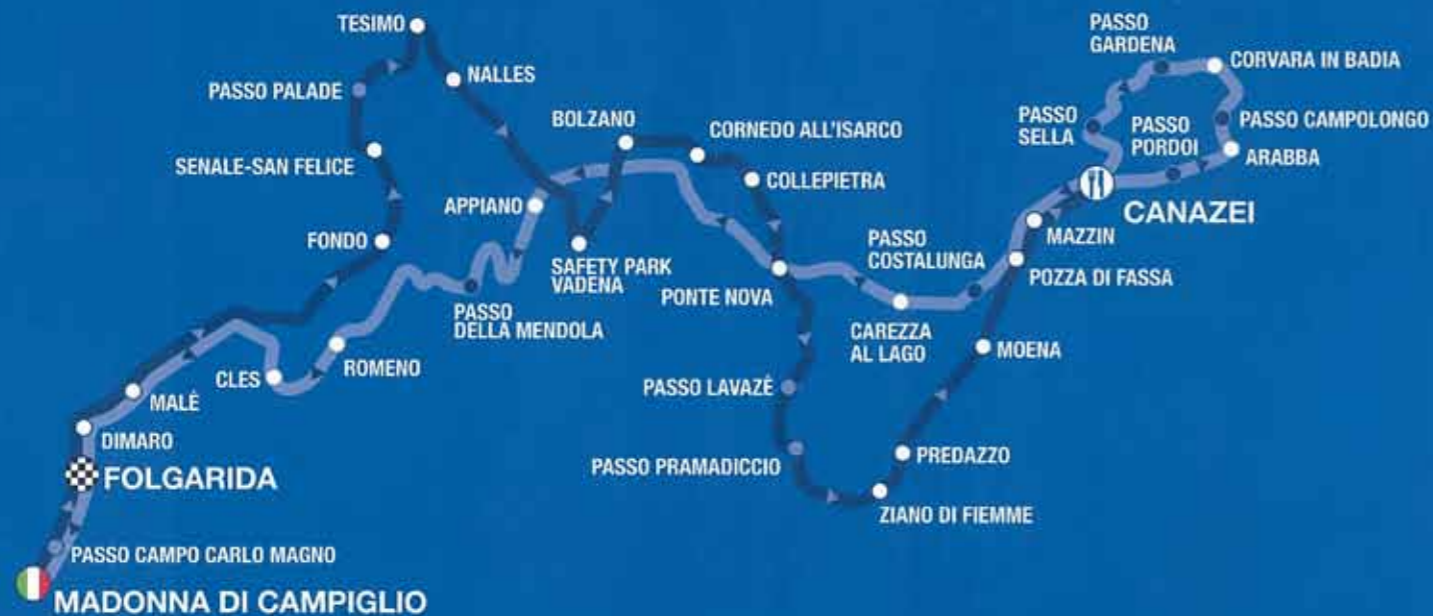 TESIMO
NALLES
PASSO PALADE
SENALE-SAN FELICE
FONDO
BOLZANO
CORNEDO ALL'ISARCO
COLLEPIETRA
APPIANO
SAFETY PARK
VADENA
PONTE NOVA
PASSO
DELLA MENDOLA
ROMENO
CLES
MALÉ
DIMARO
FOLGARIDA
PASSO CAMPO CARLO MAGNO
MADONNA DI CAMPIGLIO
PASSO
GARDENA
CORVARA IN BADIA
PASSO
SELLA
PASSO
PORDOI
PASSO CAMPOLONGO
ARABBA
CANAZEI
MAZZIN
POZZA DI FASSA
PASSO
COSTALUNGA
CAREZZA
AL LAGO
MOENA
PASSO LAVAZÉ
PASSO PRAMADICCIO
PREDAZZO
ZIANO DI FIEMME